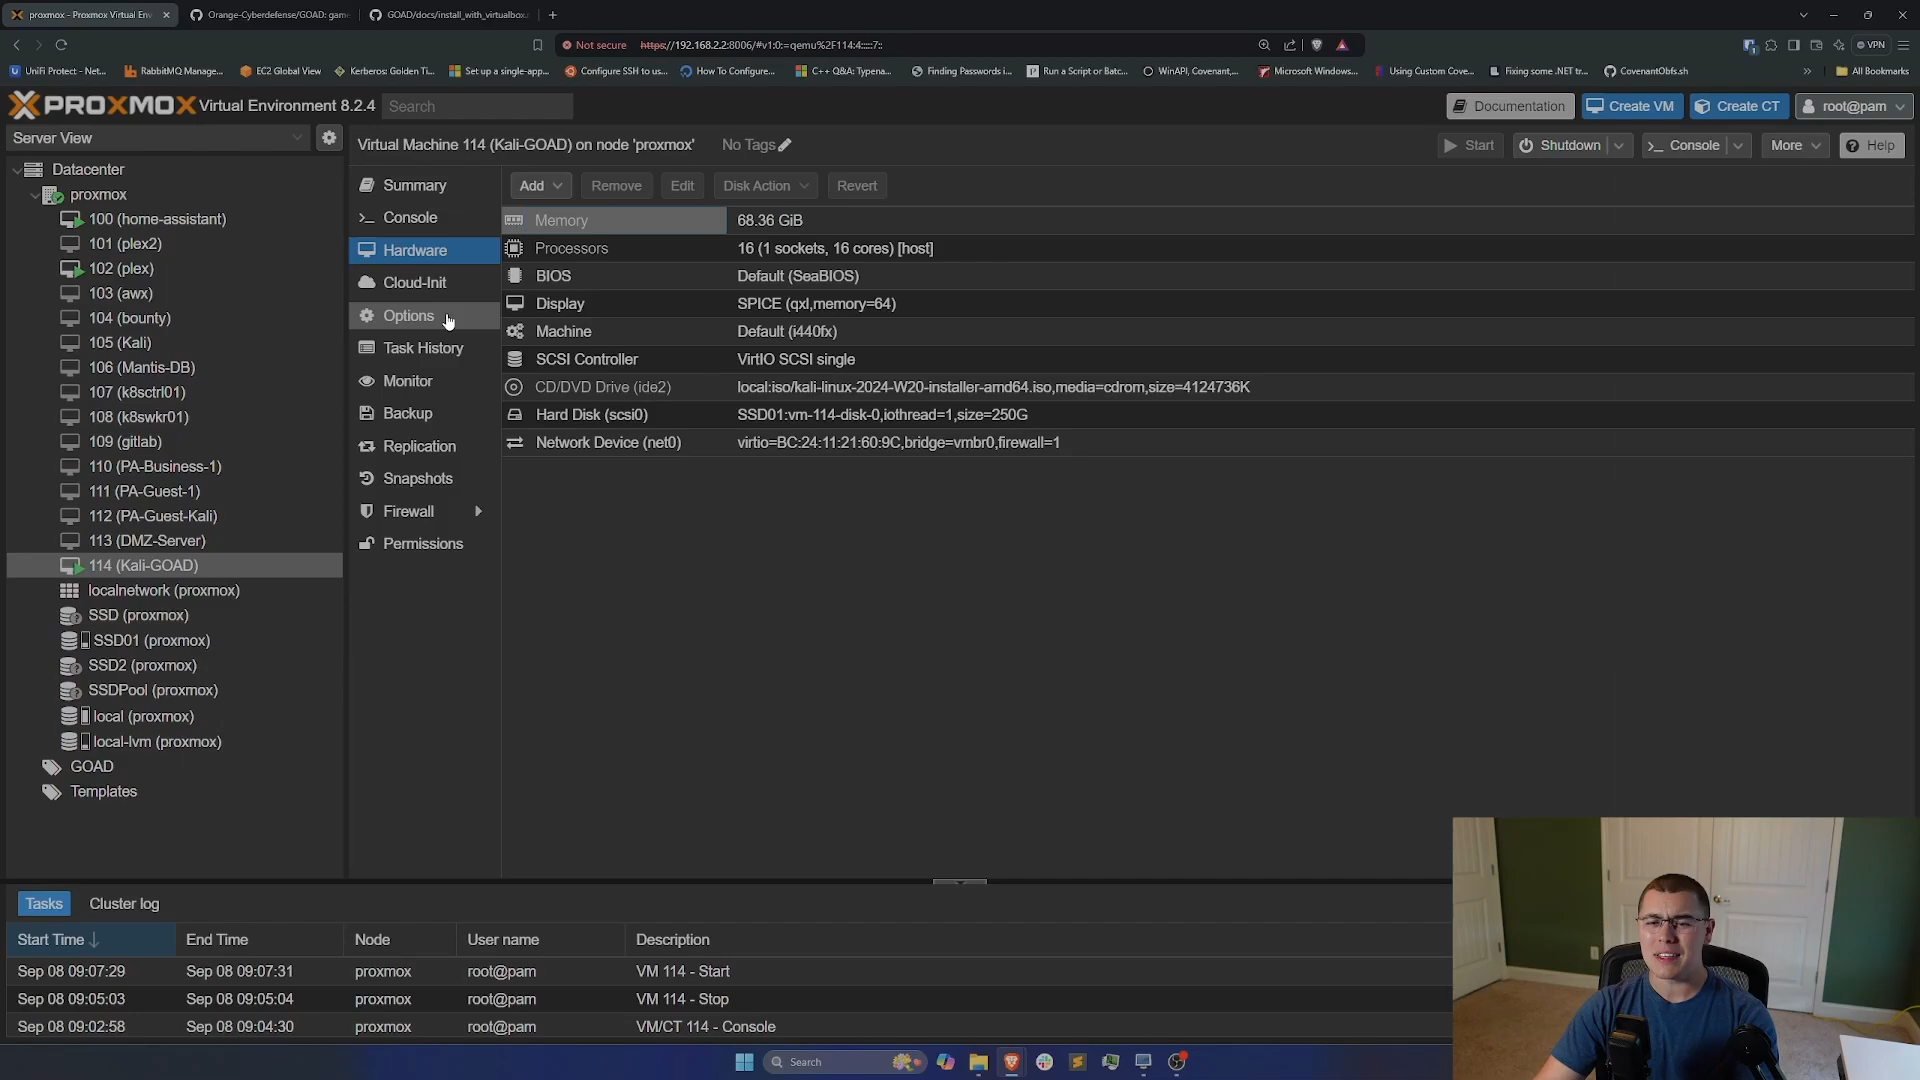 proxmox - Proxmox Virtual Env
Orange-Cyberdefense/GOAD: game
GOAD/docs/install_with_virtualbox.
Not secure https://192.168.2.2:8006/#v1:0:=qemu%2F114:4:::::7::
VPN
UniFi Protect - Net...
RabbitMQ Manage...
EC2 Global View
Kerberos: Golden Ti...
Set up a single-app...
Configure SSH to us...
How To Configure...
C++ Q&A: Typena...
Finding Passwords i...
Run a Script or Batc...
WinAPI, Covenant,...
Microsoft Windows...
Using Custom Cove...
Fixing some .NET tr...
CovenantObfs.sh
All Bookmarks
PROXMOX Virtual Environment 8.2.4
Search
Documentation
Create VM
Create CT
root@pam
Server View
Virtual Machine 114 (Kali-GOAD) on node 'proxmox'
No Tags
Start
Shutdown
Console
More
Help
Datacenter
proxmox
100 (home-assistant)
101 (plex2)
102 (plex)
103 (awx)
104 (bounty)
105 (Kali)
106 (Mantis-DB)
107 (k8sctrl01)
108 (k8swkr01)
109 (gitlab)
110 (PA-Business-1)
111 (PA-Guest-1)
112 (PA-Guest-Kali)
113 (DMZ-Server)
114 (Kali-GOAD)
localnetwork (proxmox)
SSD (proxmox)
SSD01 (proxmox)
SSD2 (proxmox)
SSDPool (proxmox)
local (proxmox)
local-lvm (proxmox)
GOAD
Templates
Summary
Console
Hardware
Cloud-Init
Options
Task History
Monitor
Backup
Replication
Snapshots
Firewall
Permissions
Add
Remove
Edit
Disk Action
Revert
Memory 68.36 GiB
Processors 16 (1 sockets, 16 cores) [host]
BIOS Default (SeaBIOS)
Display SPICE (qxl,memory=64)
Machine Default (i440fx)
SCSI Controller VirtIO SCSI single
CD/DVD Drive (ide2) local:iso/kali-linux-2024-W20-installer-amd64.iso,media=cdrom,size=4124736K
Hard Disk (scsi0) SSD01:vm-114-disk-0,iothread=1,size=250G
Network Device (net0) virtio=BC:24:11:21:60:9C,bridge=vmbr0,firewall=1
Tasks
Cluster log
Start Time End Time Node User name Description
Sep 08 09:07:29 Sep 08 09:07:31 proxmox root@pam VM 114 - Start
Sep 08 09:05:03 Sep 08 09:05:04 proxmox root@pam VM 114 - Stop
Sep 08 09:02:58 Sep 08 09:04:30 proxmox root@pam VM/CT 114 - Console
Search